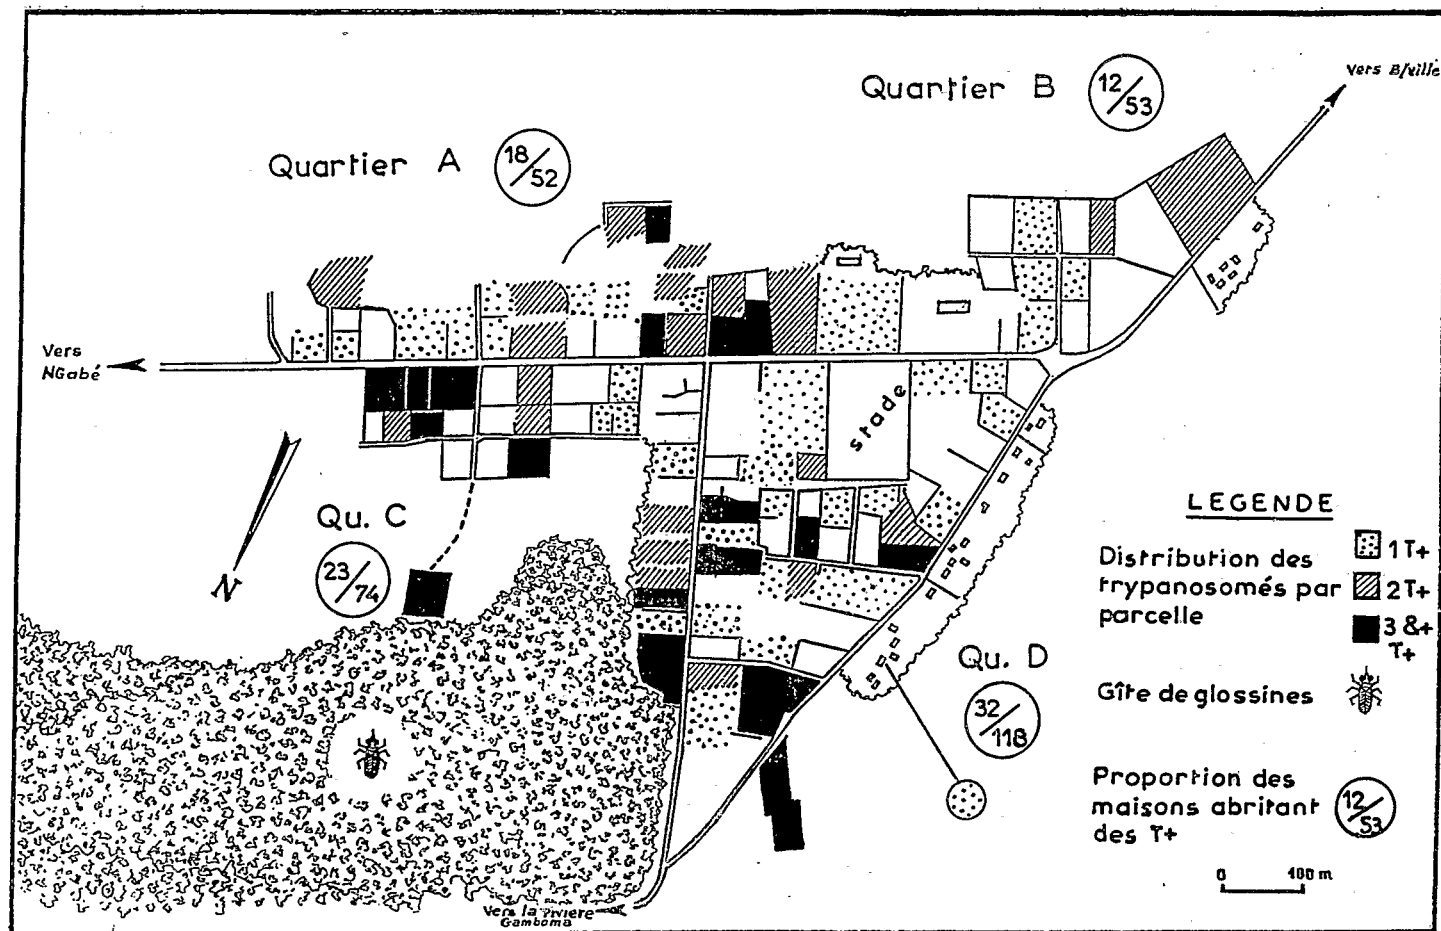 Quartier B
12/53
Vers B/ville
Quartier A
18/52
Vers
NGabé
stade
N
Qu. C
23/74
Qu. D
32/118
Vers la rivière
Gamboma
LEGENDE
Distribution des
trypanosomés par
parcelle
1T+
2T+
3 &+
T+
Gîte de glossines
Proportion des
maisons abritant
des T+
12/53
0 400 m